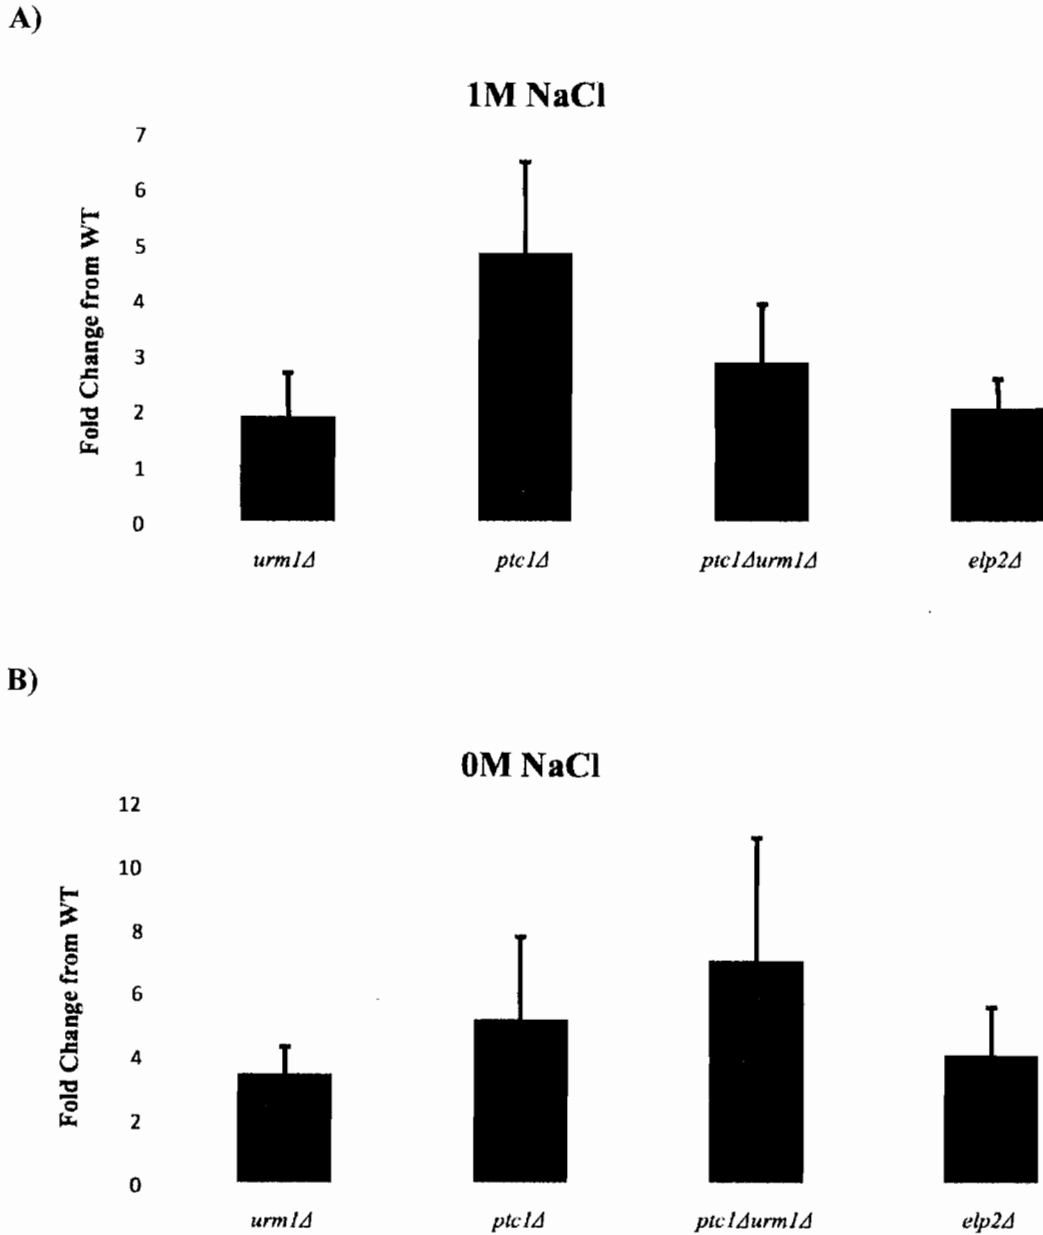 A)
1M NaCl
7
6
5
4
3
2
1
0
Fold Change from WT
urm1Δ ptc1Δ ptc1Δurm1Δ elp2Δ
B)
0M NaCl
12
10
8
6
4
2
0
Fold Change from WT
urm1Δ ptc1Δ ptc1Δurm1Δ elp2Δ